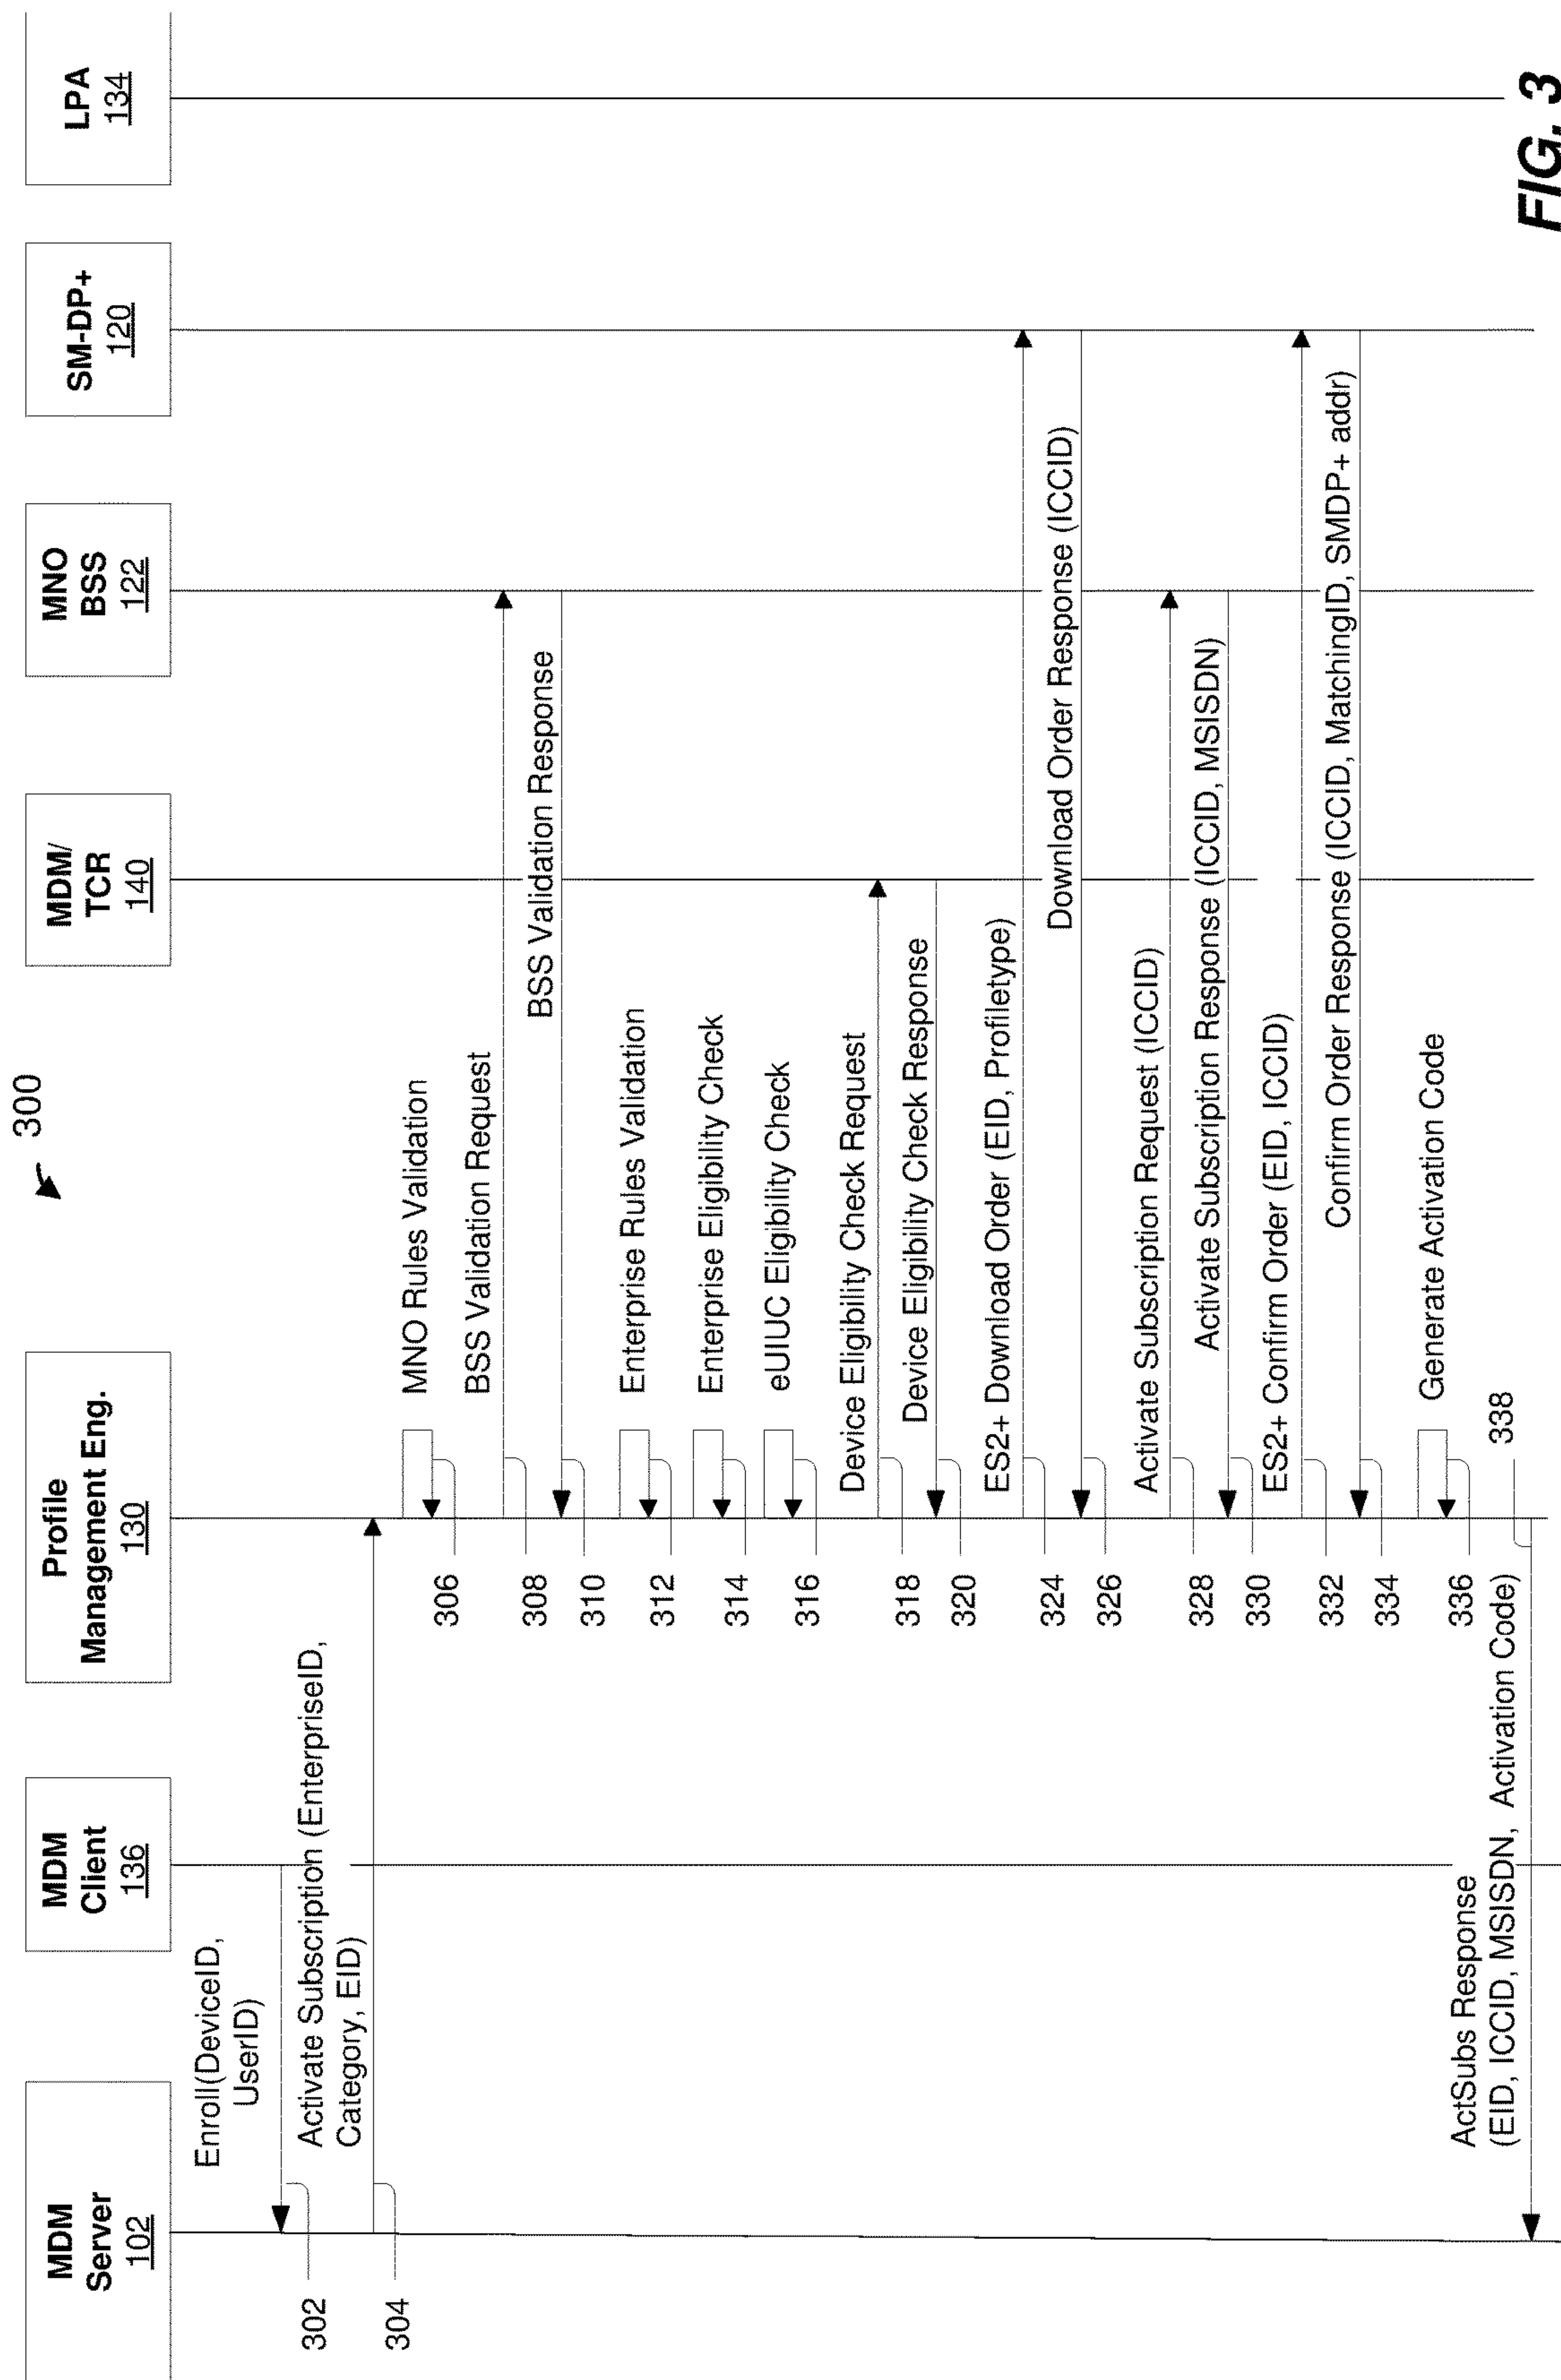 300
MDM
Server
102
MDM
Client
136
Profile
Management Eng.
130
MDM/
TCR
140
MNO
BSS
122
SM-DP+
120
LPA
134
Enroll(DeviceID,
UserID)
302
Activate Subscription (EnterpriseID,
Category, EID)
304
MNO Rules Validation
306
BSS Validation Request
308
BSS Validation Response
310
Enterprise Rules Validation
312
Enterprise Eligibility Check
314
eUIUC Eligibility Check
316
Device Eligibility Check Request
318
Device Eligibility Check Response
320
ES2+ Download Order (EID, Profiletype)
324
Download Order Response (ICCID)
326
Activate Subscription Request (ICCID)
328
Activate Subscription Response (ICCID, MSISDN)
330
ES2+ Confirm Order (EID, ICCID)
332
Confirm Order Response (ICCID, MatchingID, SMDP+ addr)
334
Generate Activation Code
336
338
ActSubs Response
(EID, ICCID, MSISDN, Activation Code)
FIG. 3